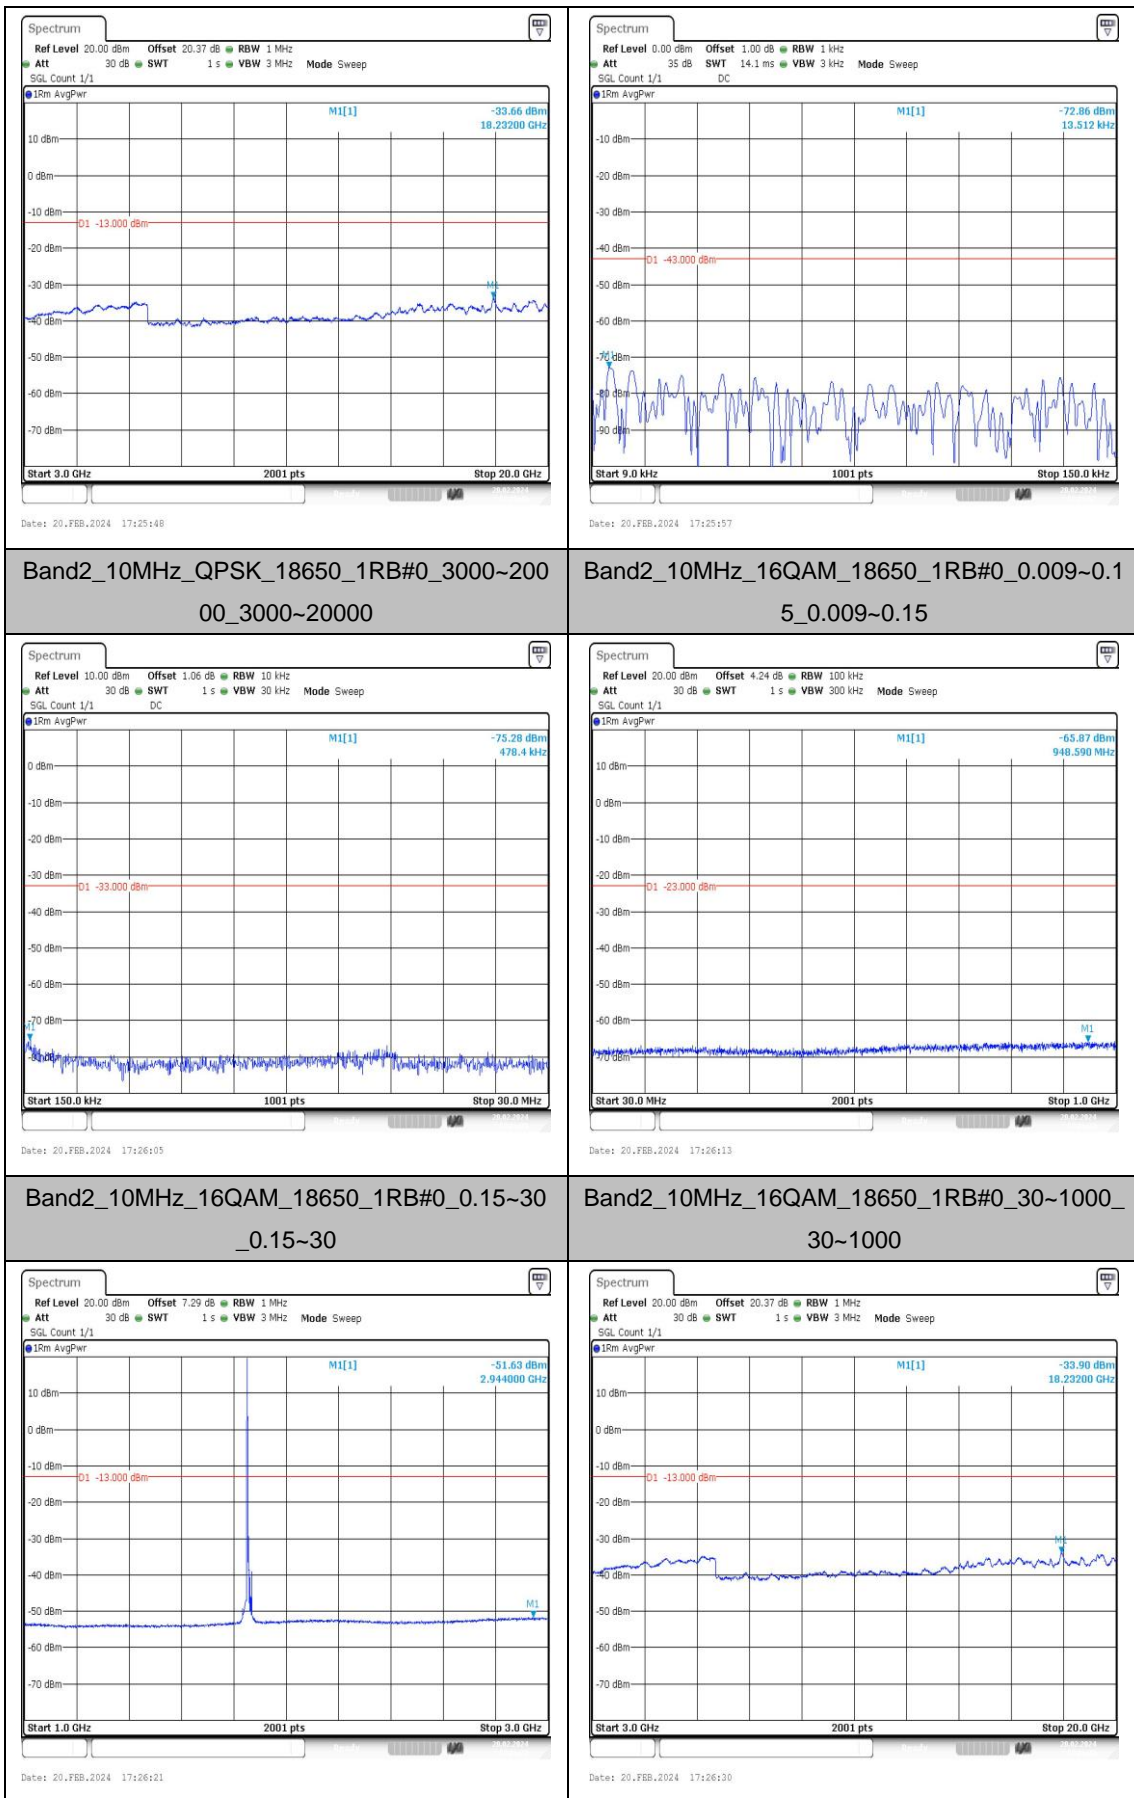 Spectrum
Ref Level 20.00 dBm Offset 20.37 dB RBW 1 MHz
Att 30 dB SWT 1 s VBW 3 MHz Mode Sweep
SGL Count 1/1
1Rm AvgPwr
M1[1] -33.66 dBm
18.23200 GHz
10 dBm
0 dBm
-10 dBm
D1 -13.000 dBm
-20 dBm
-30 dBm
M1
-40 dBm
-50 dBm
-60 dBm
-70 dBm
Start 3.0 GHz 2001 pts Stop 20.0 GHz
Date: 20.FEB.2024 17:25:48
Spectrum
Ref Level 0.00 dBm Offset 1.00 dB RBW 1 kHz
Att 35 dB SWT 14.1 ms VBW 3 kHz Mode Sweep
SGL Count 1/1 DC
1Rm AvgPwr
M1[1] -72.86 dBm
13.512 kHz
-10 dBm
-20 dBm
-30 dBm
-40 dBm
D1 -43.000 dBm
-50 dBm
-60 dBm
-70 dBm
M1
-80 dBm
-90 dBm
Start 9.0 kHz 1001 pts Stop 150.0 kHz
Date: 20.FEB.2024 17:25:57
Band2_10MHz_QPSK_18650_1RB#0_3000~200
00_3000~20000
Band2_10MHz_16QAM_18650_1RB#0_0.009~0.1
5_0.009~0.15
Spectrum
Ref Level 10.00 dBm Offset 1.06 dB RBW 10 kHz
Att 30 dB SWT 1 s VBW 30 kHz Mode Sweep
SGL Count 1/1 DC
1Rm AvgPwr
M1[1] -75.28 dBm
478.4 kHz
0 dBm
-10 dBm
-20 dBm
-30 dBm
D1 -33.000 dBm
-40 dBm
-50 dBm
-60 dBm
-70 dBm
M1
-80 dBm
Start 150.0 kHz 1001 pts Stop 30.0 MHz
Date: 20.FEB.2024 17:26:05
Spectrum
Ref Level 20.00 dBm Offset 4.24 dB RBW 100 kHz
Att 30 dB SWT 1 s VBW 300 kHz Mode Sweep
SGL Count 1/1
1Rm AvgPwr
M1[1] -65.87 dBm
948.590 MHz
10 dBm
0 dBm
-10 dBm
-20 dBm
D1 -23.000 dBm
-30 dBm
-40 dBm
-50 dBm
-60 dBm
M1
-70 dBm
Start 30.0 MHz 2001 pts Stop 1.0 GHz
Date: 20.FEB.2024 17:26:13
Band2_10MHz_16QAM_18650_1RB#0_0.15~30
_0.15~30
Band2_10MHz_16QAM_18650_1RB#0_30~1000_
30~1000
Spectrum
Ref Level 20.00 dBm Offset 7.29 dB RBW 1 MHz
Att 30 dB SWT 1 s VBW 3 MHz Mode Sweep
SGL Count 1/1
1Rm AvgPwr
M1[1] -51.63 dBm
2.944000 GHz
10 dBm
0 dBm
-10 dBm
D1 -13.000 dBm
-20 dBm
-30 dBm
-40 dBm
-50 dBm
M1
-60 dBm
-70 dBm
Start 1.0 GHz 2001 pts Stop 3.0 GHz
Date: 20.FEB.2024 17:26:21
Spectrum
Ref Level 20.00 dBm Offset 20.37 dB RBW 1 MHz
Att 30 dB SWT 1 s VBW 3 MHz Mode Sweep
SGL Count 1/1
1Rm AvgPwr
M1[1] -33.90 dBm
18.23200 GHz
10 dBm
0 dBm
-10 dBm
D1 -13.000 dBm
-20 dBm
-30 dBm
M1
-40 dBm
-50 dBm
-60 dBm
-70 dBm
Start 3.0 GHz 2001 pts Stop 20.0 GHz
Date: 20.FEB.2024 17:26:30